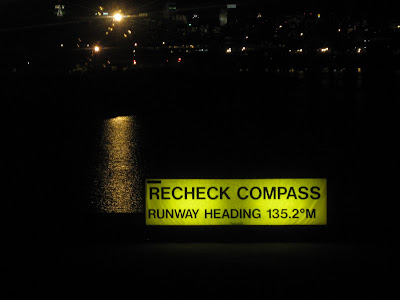 RECHECK COMPASS
RUNWAY HEADING 135.2°M